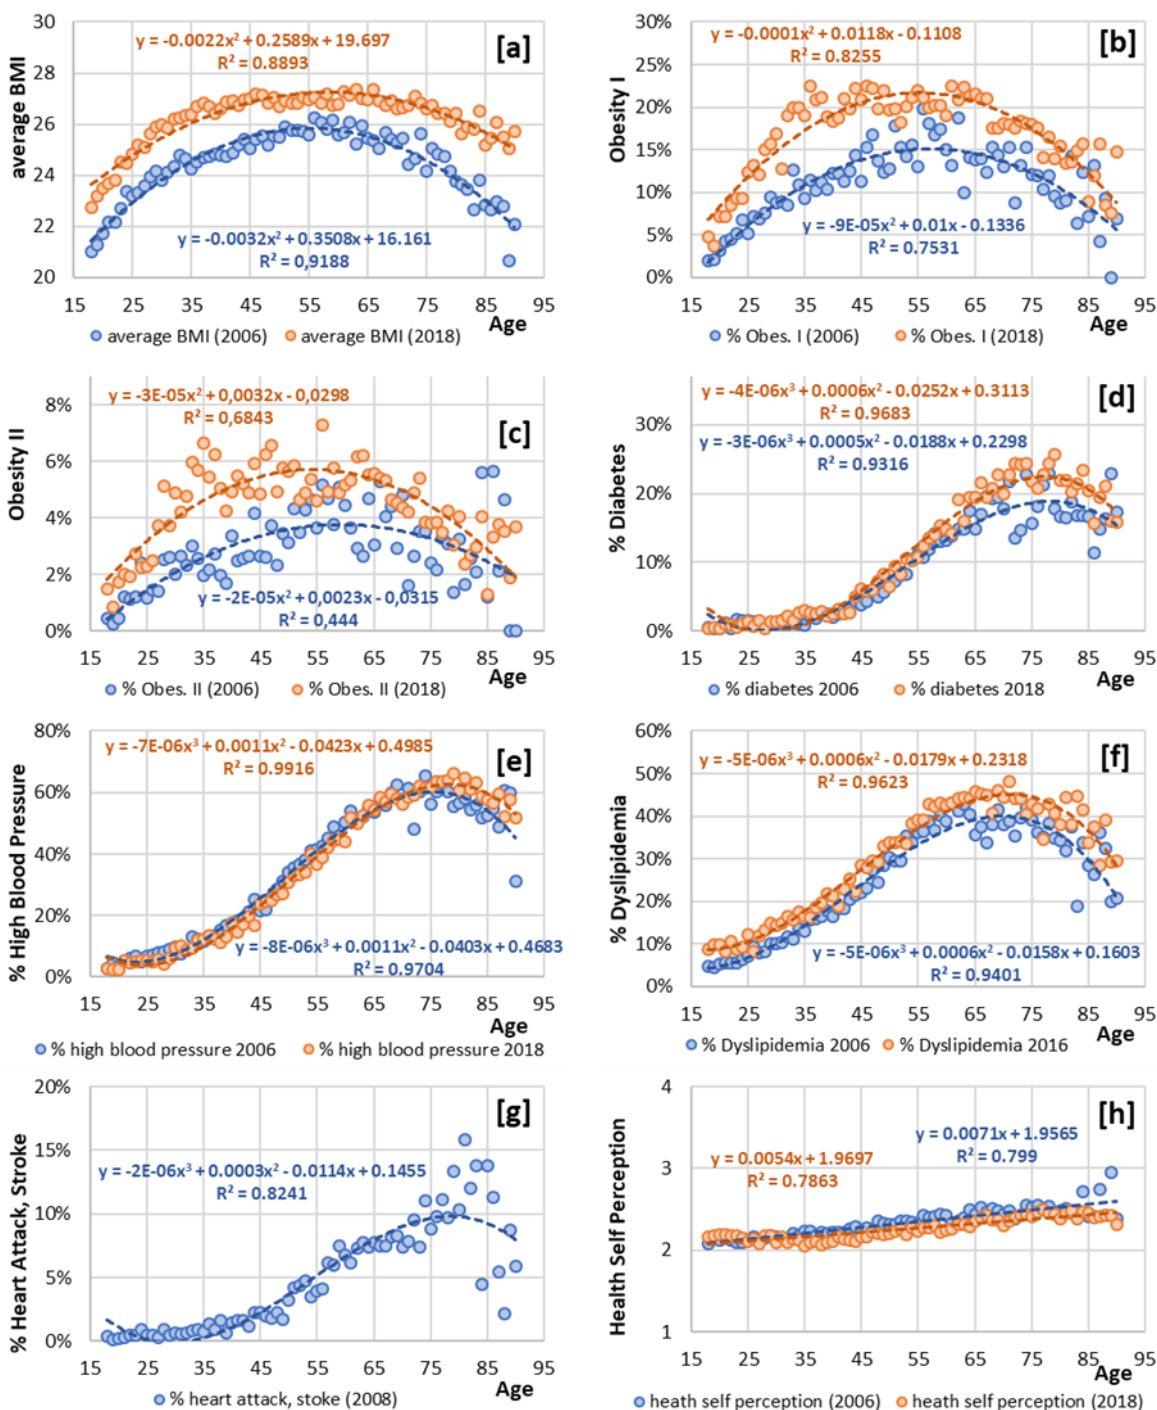 30
28
26
24
22
20
average BMI
y = -0.0022x² + 0.2589x + 19.697
R² = 0.8893
[a]
y = -0.0032x² + 0.3508x + 16.161
R² = 0,9188
15 25 35 45 55 65 75 85 95
Age
average BMI (2006) average BMI (2018)
30%
25%
20%
15%
10%
5%
0%
Obesity I
y = -0.0001x² + 0.0118x - 0.1108
R² = 0.8255
[b]
y = -9E-05x² + 0.01x - 0.1336
R² = 0.7531
15 25 35 45 55 65 75 85 95
Age
% Obes. I (2006) % Obes. I (2018)
8%
6%
4%
2%
0%
Obesity II
y = -3E-05x² + 0,0032x - 0,0298
R² = 0,6843
[c]
y = -2E-05x² + 0,0023x - 0,0315
R² = 0,444
15 25 35 45 55 65 75 85 95
Age
% Obes. II (2006) % Obes. II (2018)
30%
20%
10%
0%
% Diabetes
y = -4E-06x³ + 0.0006x² - 0.0252x + 0.3113
R² = 0.9683
y = -3E-06x³ + 0.0005x² - 0.0188x + 0.2298
R² = 0.9316
[d]
15 25 35 45 55 65 75 85 95
Age
% diabetes 2006 % diabetes 2018
80%
60%
40%
20%
0%
% High Blood Pressure
y = -7E-06x³ + 0.0011x² - 0.0423x + 0.4985
R² = 0.9916
[e]
y = -8E-06x³ + 0.0011x² - 0.0403x + 0.4683
R² = 0.9704
15 25 35 45 55 65 75 85 95
Age
% high blood pressure 2006 % high blood pressure 2018
60%
50%
40%
30%
20%
10%
0%
% Dyslipidemia
y = -5E-06x³ + 0.0006x² - 0.0179x + 0.2318
R² = 0.9623
[f]
y = -5E-06x³ + 0.0006x² - 0.0158x + 0.1603
R² = 0.9401
15 25 35 45 55 65 75 85 95
Age
% Dyslipidemia 2006 % Dyslipidemia 2016
20%
15%
10%
5%
0%
% Heart Attack, Stroke
[g]
y = -2E-06x³ + 0.0003x² - 0.0114x + 0.1455
R² = 0.8241
15 25 35 45 55 65 75 85 95
Age
% heart attack, stoke (2008)
4
3
2
1
Health Self Perception
[h]
y = 0.0071x + 1.9565
R² = 0.799
y = 0.0054x + 1.9697
R² = 0.7863
15 25 35 45 55 65 75 85 95
Age
heath self perception (2006) heath self perception (2018)